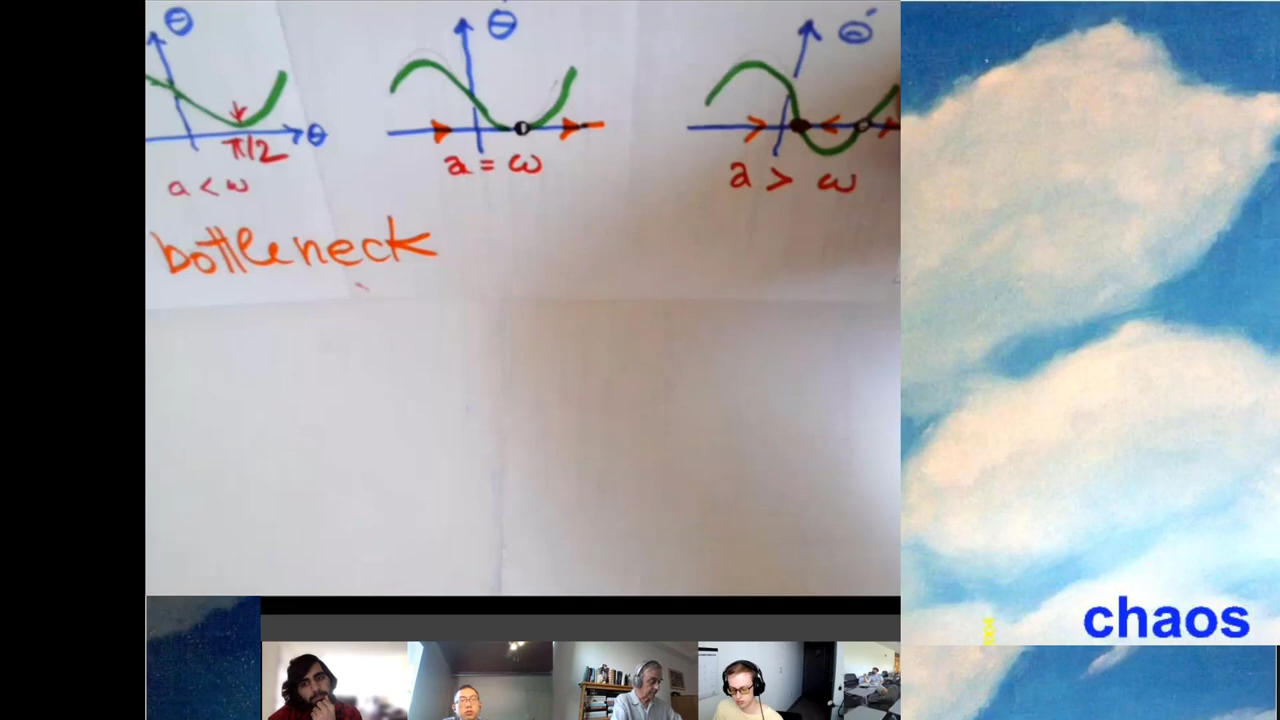 θ θ θ̇
θ
π/2
a < ω a = ω a > ω
bottleneck
chaos